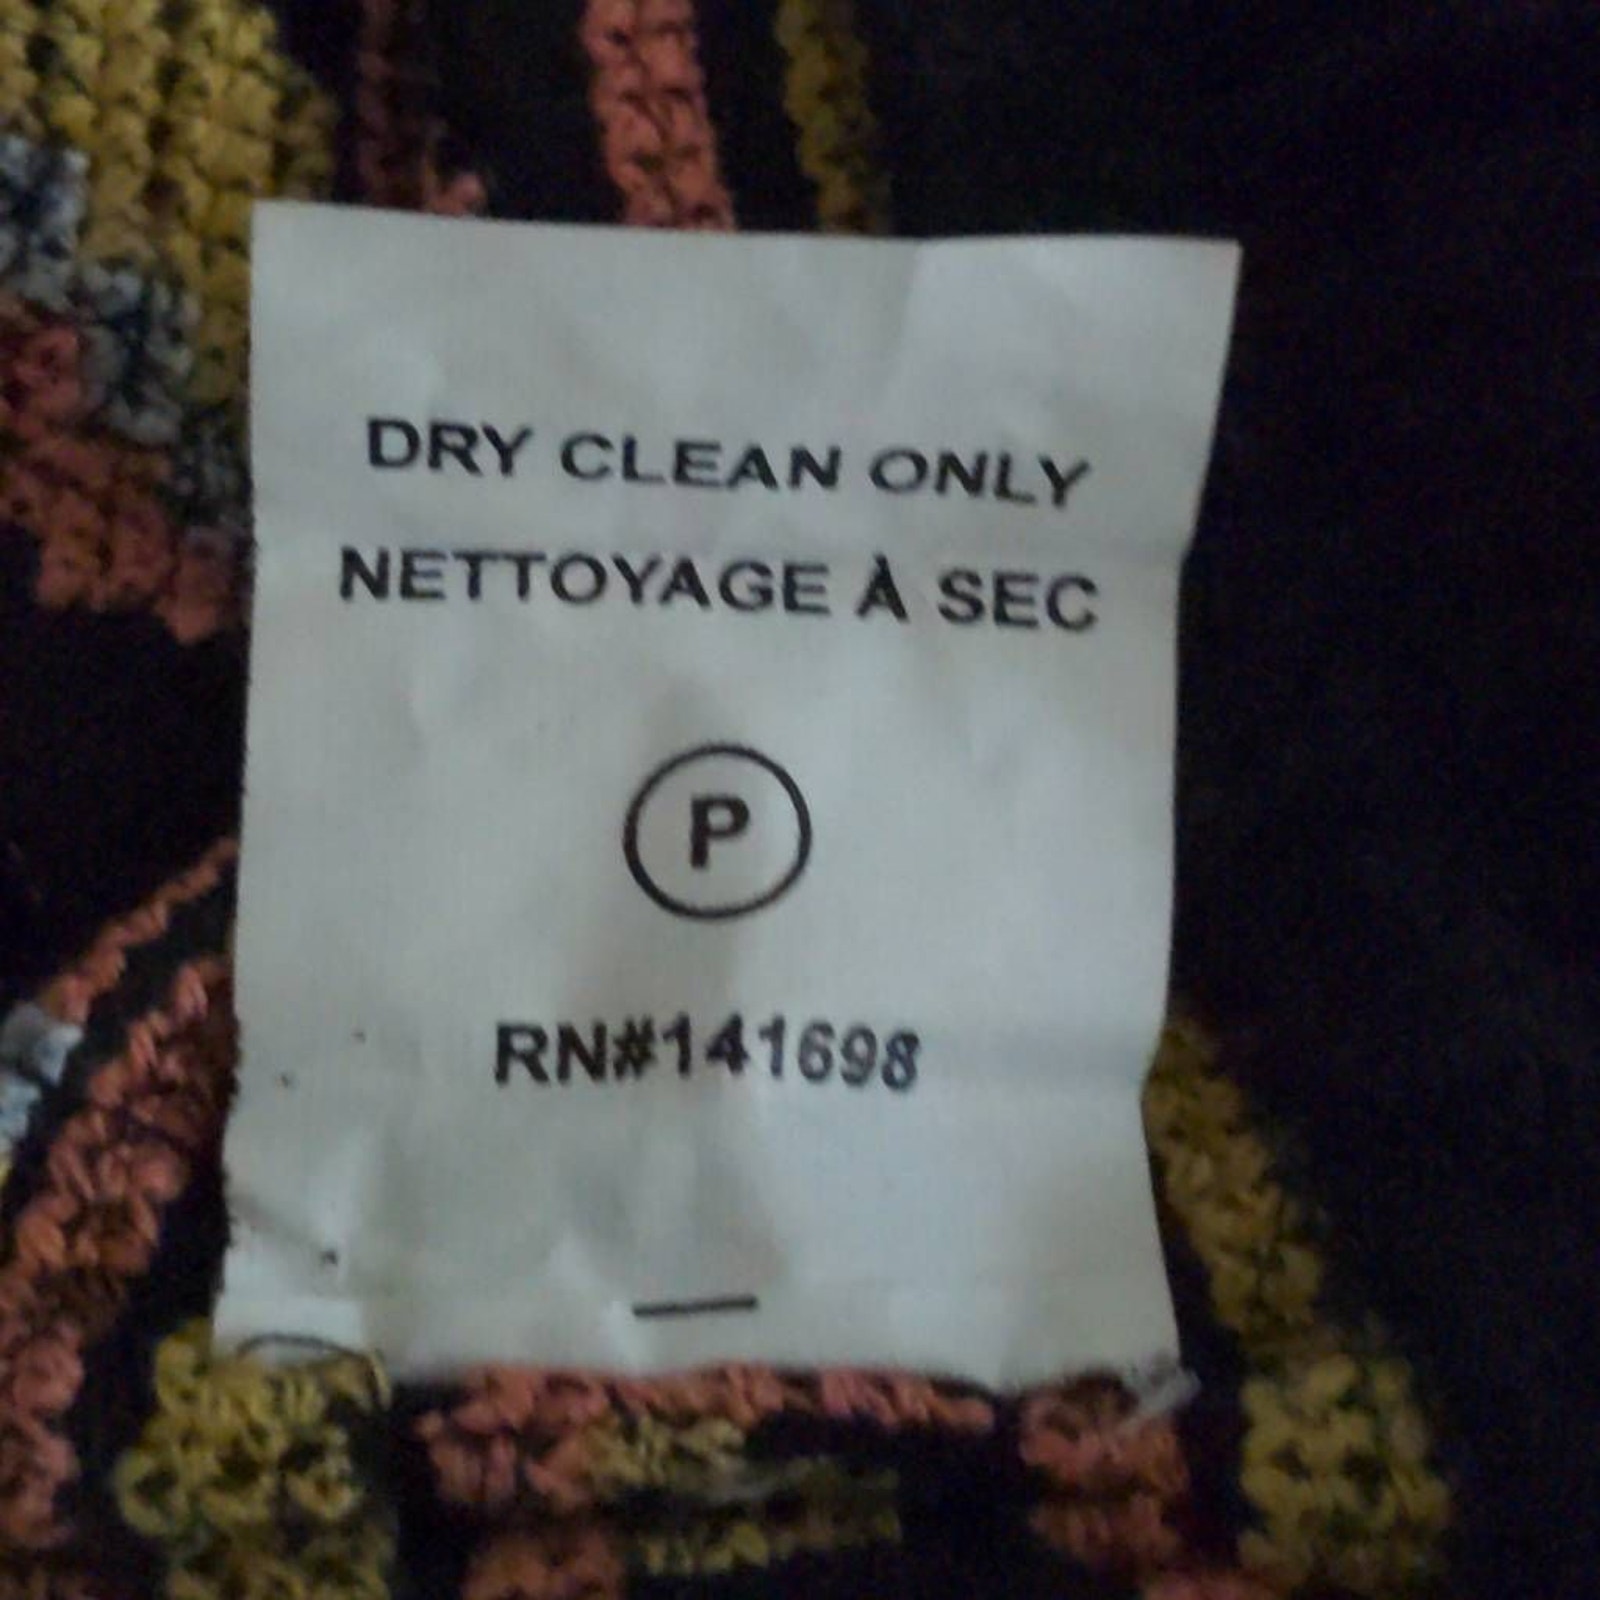 DRY CLEAN ONLY
NETTOYAGE À SEC
P
RN#141698